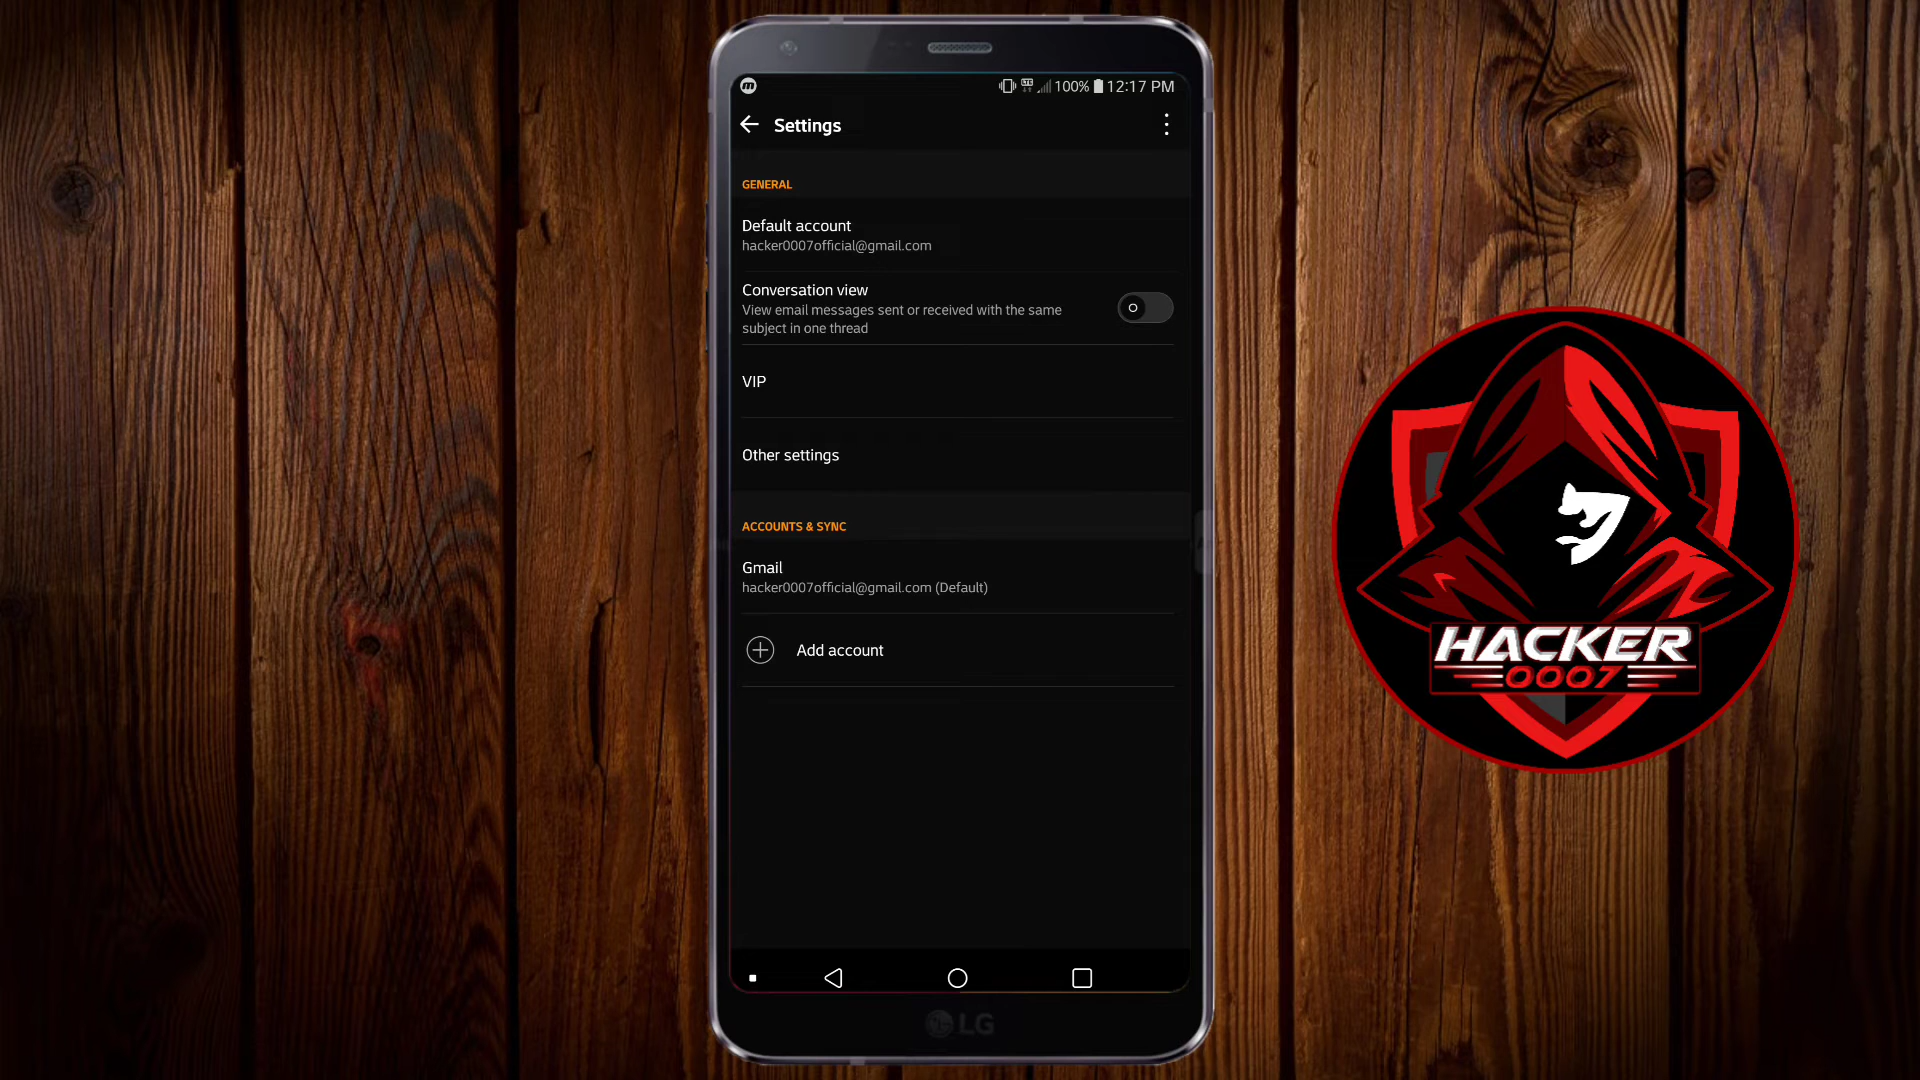 LTE 100% 12:17 PM
Settings
GENERAL
Default account
hacker0007official@gmail.com
Conversation view
View email messages sent or received with the same
subject in one thread
VIP
Other settings
ACCOUNTS & SYNC
Gmail
hacker0007official@gmail.com (Default)
Add account
LG
HACKER
0007